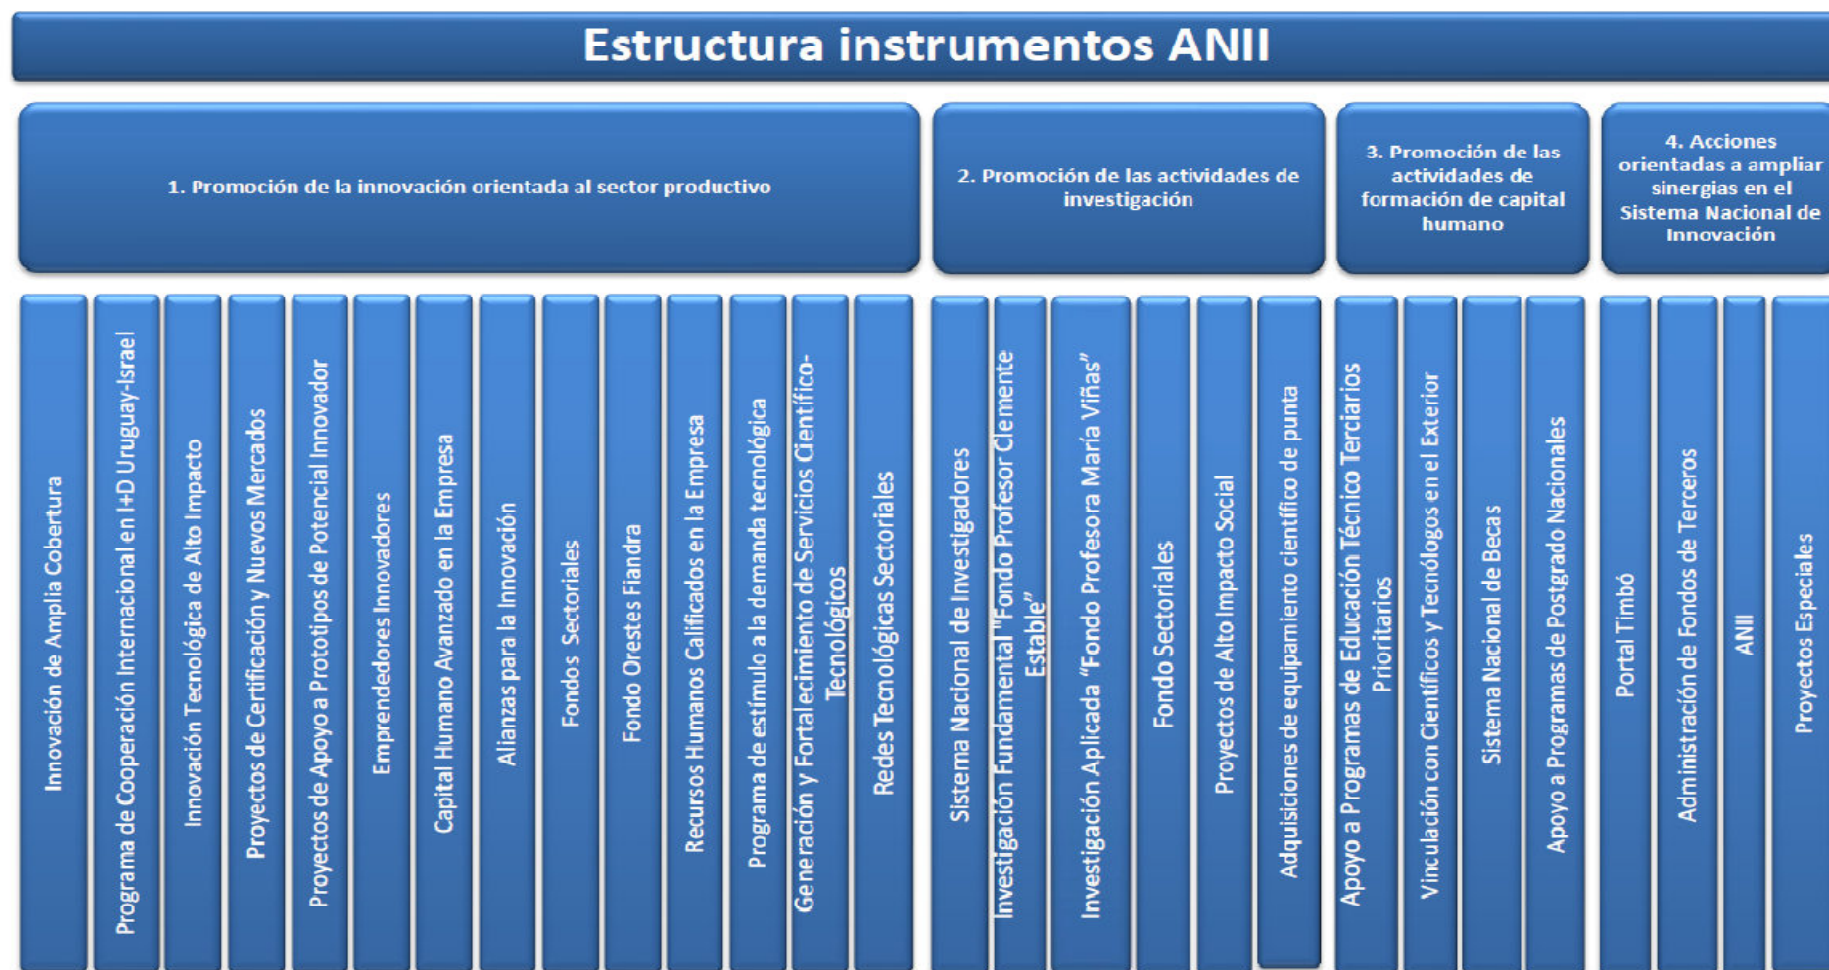 Estructura instrumentos ANII
1. Promoción de la innovación orientada al sector productivo
2. Promoción de las actividades de
investigación
3. Promoción de las
actividades de
formación de capital
humano
4. Acciones
orientadas a ampliar
sinergias en el
Sistema Nacional de
Innovación
Innovación de Amplia Cobertura
Programa de Cooperación Internacional en I+D Uruguay-Israel
Innovación Tecnológica de Alto Impacto
Proyectos de Certificación y Nuevos Mercados
Proyectos de Apoyo a Prototipos de Potencial Innovador
Emprendedores Innovadores
Capital Humano Avanzado en la Empresa
Alianzas para la Innovación
Fondos Sectoriales
Fondo Orestes Fiandra
Recursos Humanos Calificados en la Empresa
Programa de estímulo a la demanda tecnológica
Generación y Fortalecimiento de Servicios Científico-
Tecnológicos
Redes Tecnológicas Sectoriales
Sistema Nacional de Investigadores
Investigación Fundamental "Fondo Profesor Clemente
Estable”
Investigación Aplicada “Fondo Profesora María Viñas”
Fondo Sectoriales
Proyectos de Alto Impacto Social
Adquisiciones de equipamiento científico de punta
Apoyo a Programas de Educación Técnico Terciarios
Prioritarios
Vinculación con Científicos y Tecnólogos en el Exterior
Sistema Nacional de Becas
Apoyo a Programas de Postgrado Nacionales
Portal Timbó
Administración de Fondos de Terceros
ANII
Proyectos Especiales